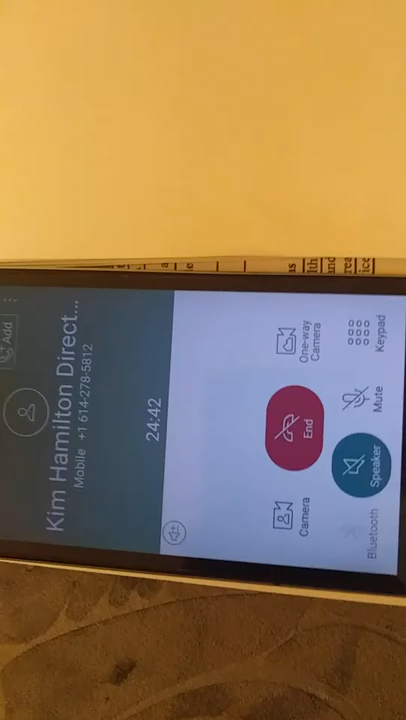 Add
Kim Hamilton Direct...
Mobile +1 614-278-5812
24:42
Camera
End
One-way
Camera
Bluetooth
Speaker
Mute
Keypad